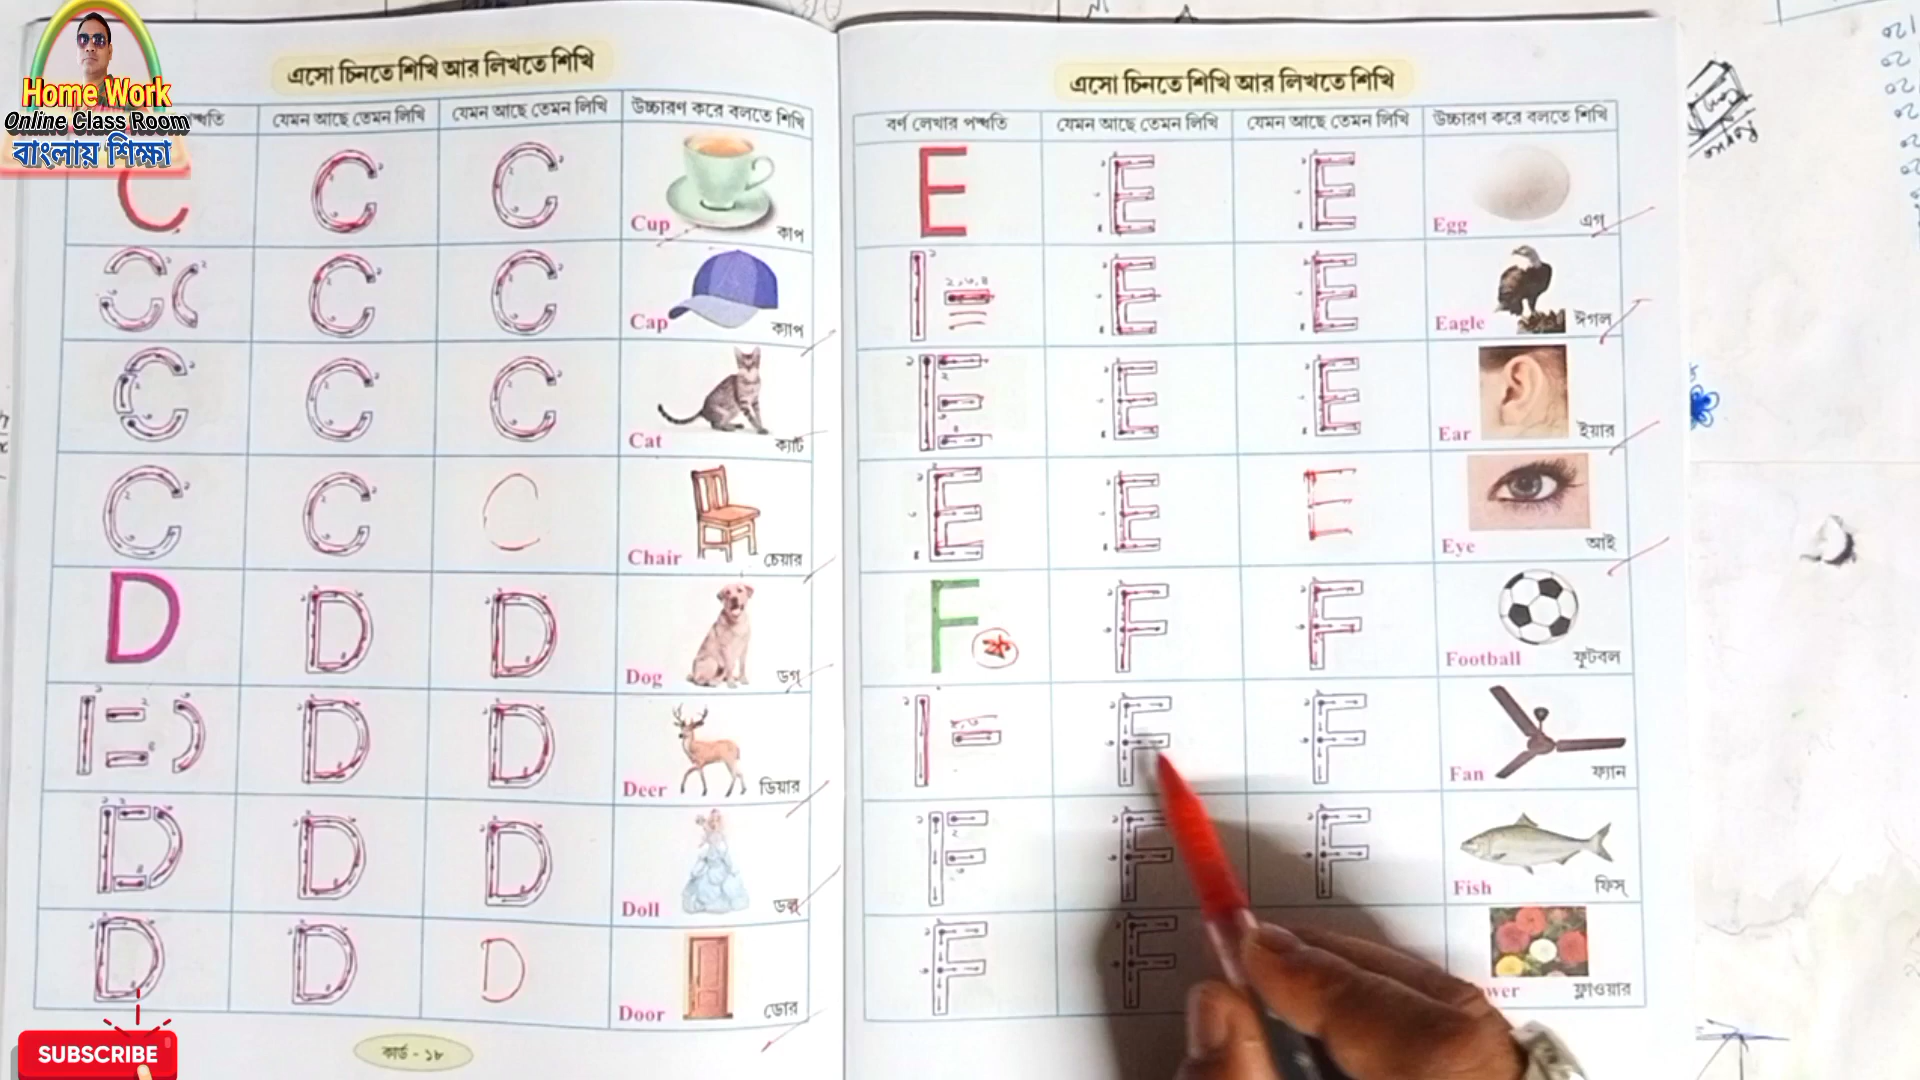 Home Work
Online Class Room
বাংলায় শিক্ষা
এসো চিনতে শিখি আর লিখতে শিখি
যেমন আছে তেমন লিখি
যেমন আছে তেমন লিখি
উচ্চারণ করে বলতে শিখি
C C C
Cup কাপ
C C
Cap ক্যাপ
C C C
Cat ক্যাট
C C C
Chair চেয়ার
D D D
Dog ডগ্
D D
Deer ডিয়ার
D D D
Doll ডল্
D D D
Door ডোর
কার্ড - ১৮
SUBSCRIBE
এসো চিনতে শিখি আর লিখতে শিখি
বর্ণ লেখার পদ্ধতি
যেমন আছে তেমন লিখি
যেমন আছে তেমন লিখি
উচ্চারণ করে বলতে শিখি
E E E
Egg এগ্
২,৩,৪
E E
Eagle ঈগল
E E E
Ear ইয়ার
E E E
Eye আই
F F F
Football ফুটবল
F F
Fan ফ্যান
F F F
Fish ফিস্
F F
ফ্লাওয়ার